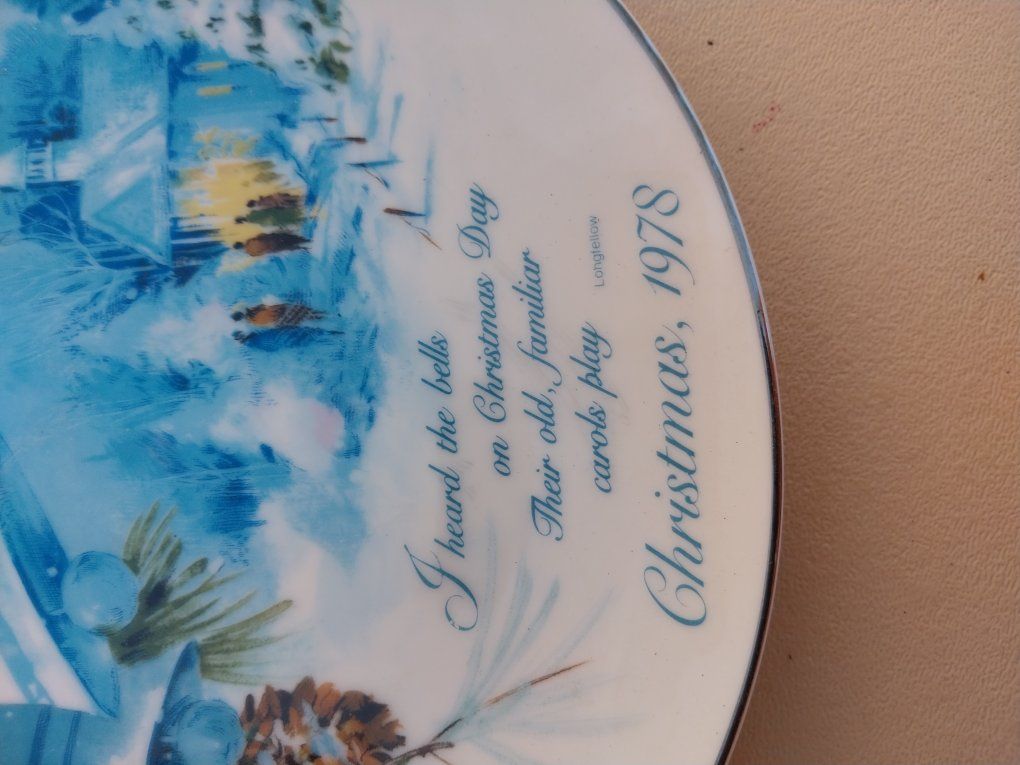 I heard the bells
on Christmas Day
Their old, familiar
carols play
Longfellow
Christmas, 1978